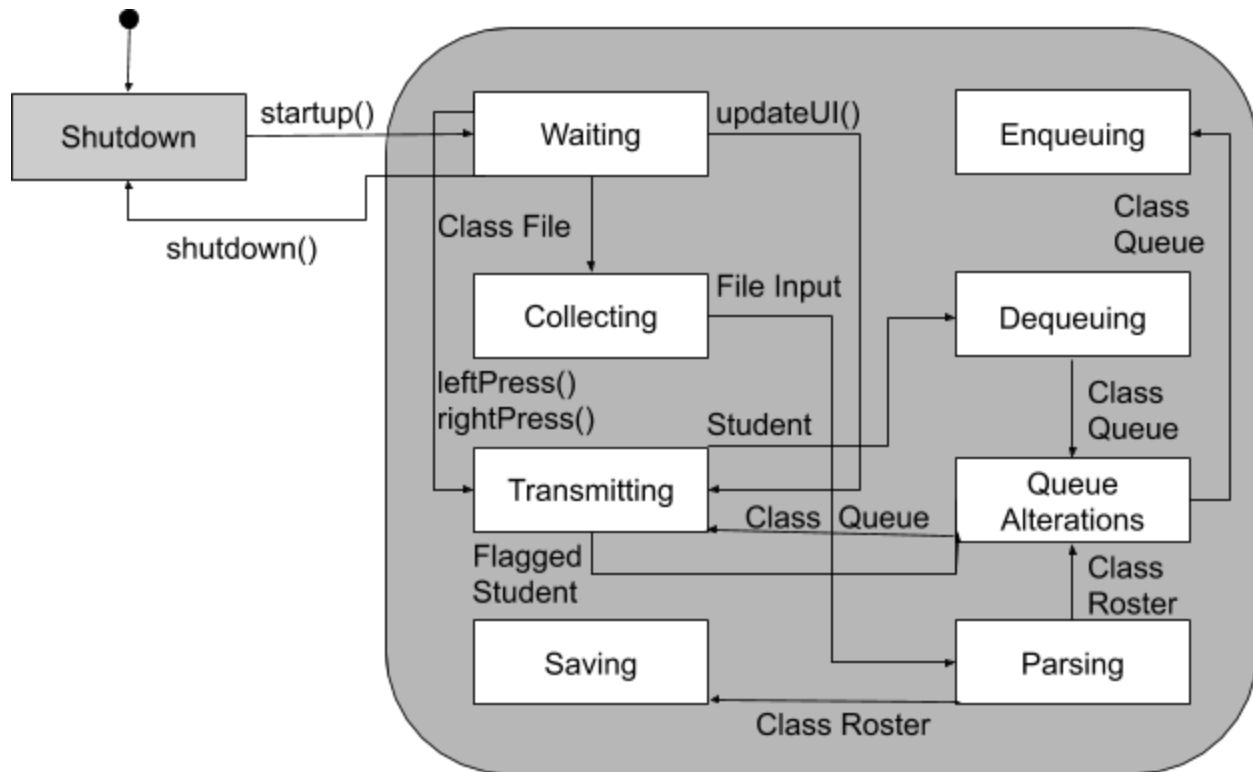 startup()
Shutdown
Waiting
updateUI()
Enqueuing
shutdown()
Class File
Class
Queue
Collecting
File Input
Dequeuing
leftPress()
rightPress()
Student
Class
Queue
Transmitting
Queue
Alterations
Class Queue
Flagged
Student
Class
Roster
Saving
Parsing
Class Roster